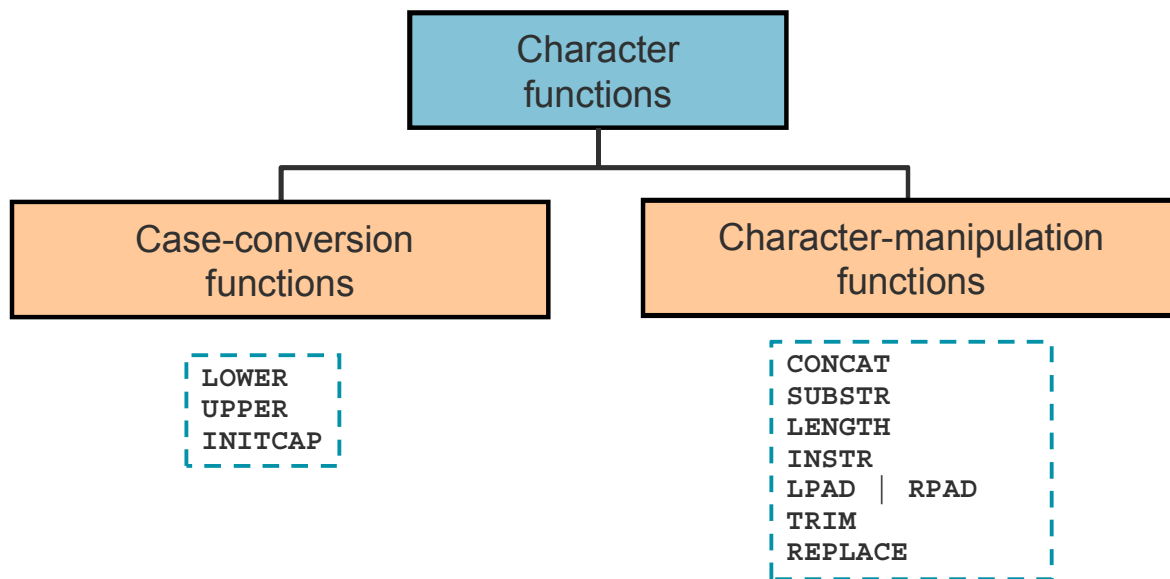 Character
functions
Case-conversion
functions
Character-manipulation
functions
LOWER
UPPER
INITCAP
CONCAT
SUBSTR
LENGTH
INSTR
LPAD | RPAD
TRIM
REPLACE